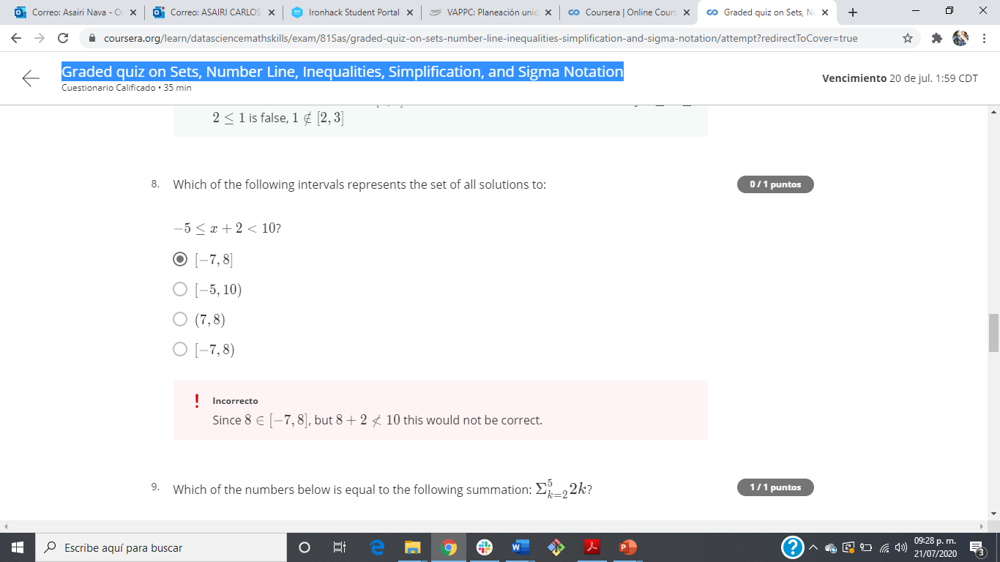 Correo: Asairi Nava - O
Correo: ASAIRI CARLOS
Ironhack Student Portal
VAPPC: Planeación unid
Coursera | Online Cours
Graded quiz on Sets, N
coursera.org/learn/datasciencemathskills/exam/81Sas/graded-quiz-on-sets-number-line-inequalities-simplification-and-sigma-notation/attempt?redirectToCover=true
Graded quiz on Sets, Number Line, Inequalities, Simplification, and Sigma Notation
Cuestionario Calificado • 35 min
Vencimiento 20 de jul. 1:59 CDT
2 ≤ 1 is false, 1 ∉ [2, 3]
8. Which of the following intervals represents the set of all solutions to:
0 / 1 puntos
−5 ≤ x + 2 < 10?
[−7, 8]
[−5, 10)
(7, 8)
[−7, 8)
! Incorrecto
Since 8 ∈ [−7, 8], but 8 + 2 ≮ 10 this would not be correct.
9. Which of the numbers below is equal to the following summation: Σ⁵ₖ₌₂ 2k?
1 / 1 puntos
Escribe aquí para buscar
09:28 p. m.
21/07/2020
3